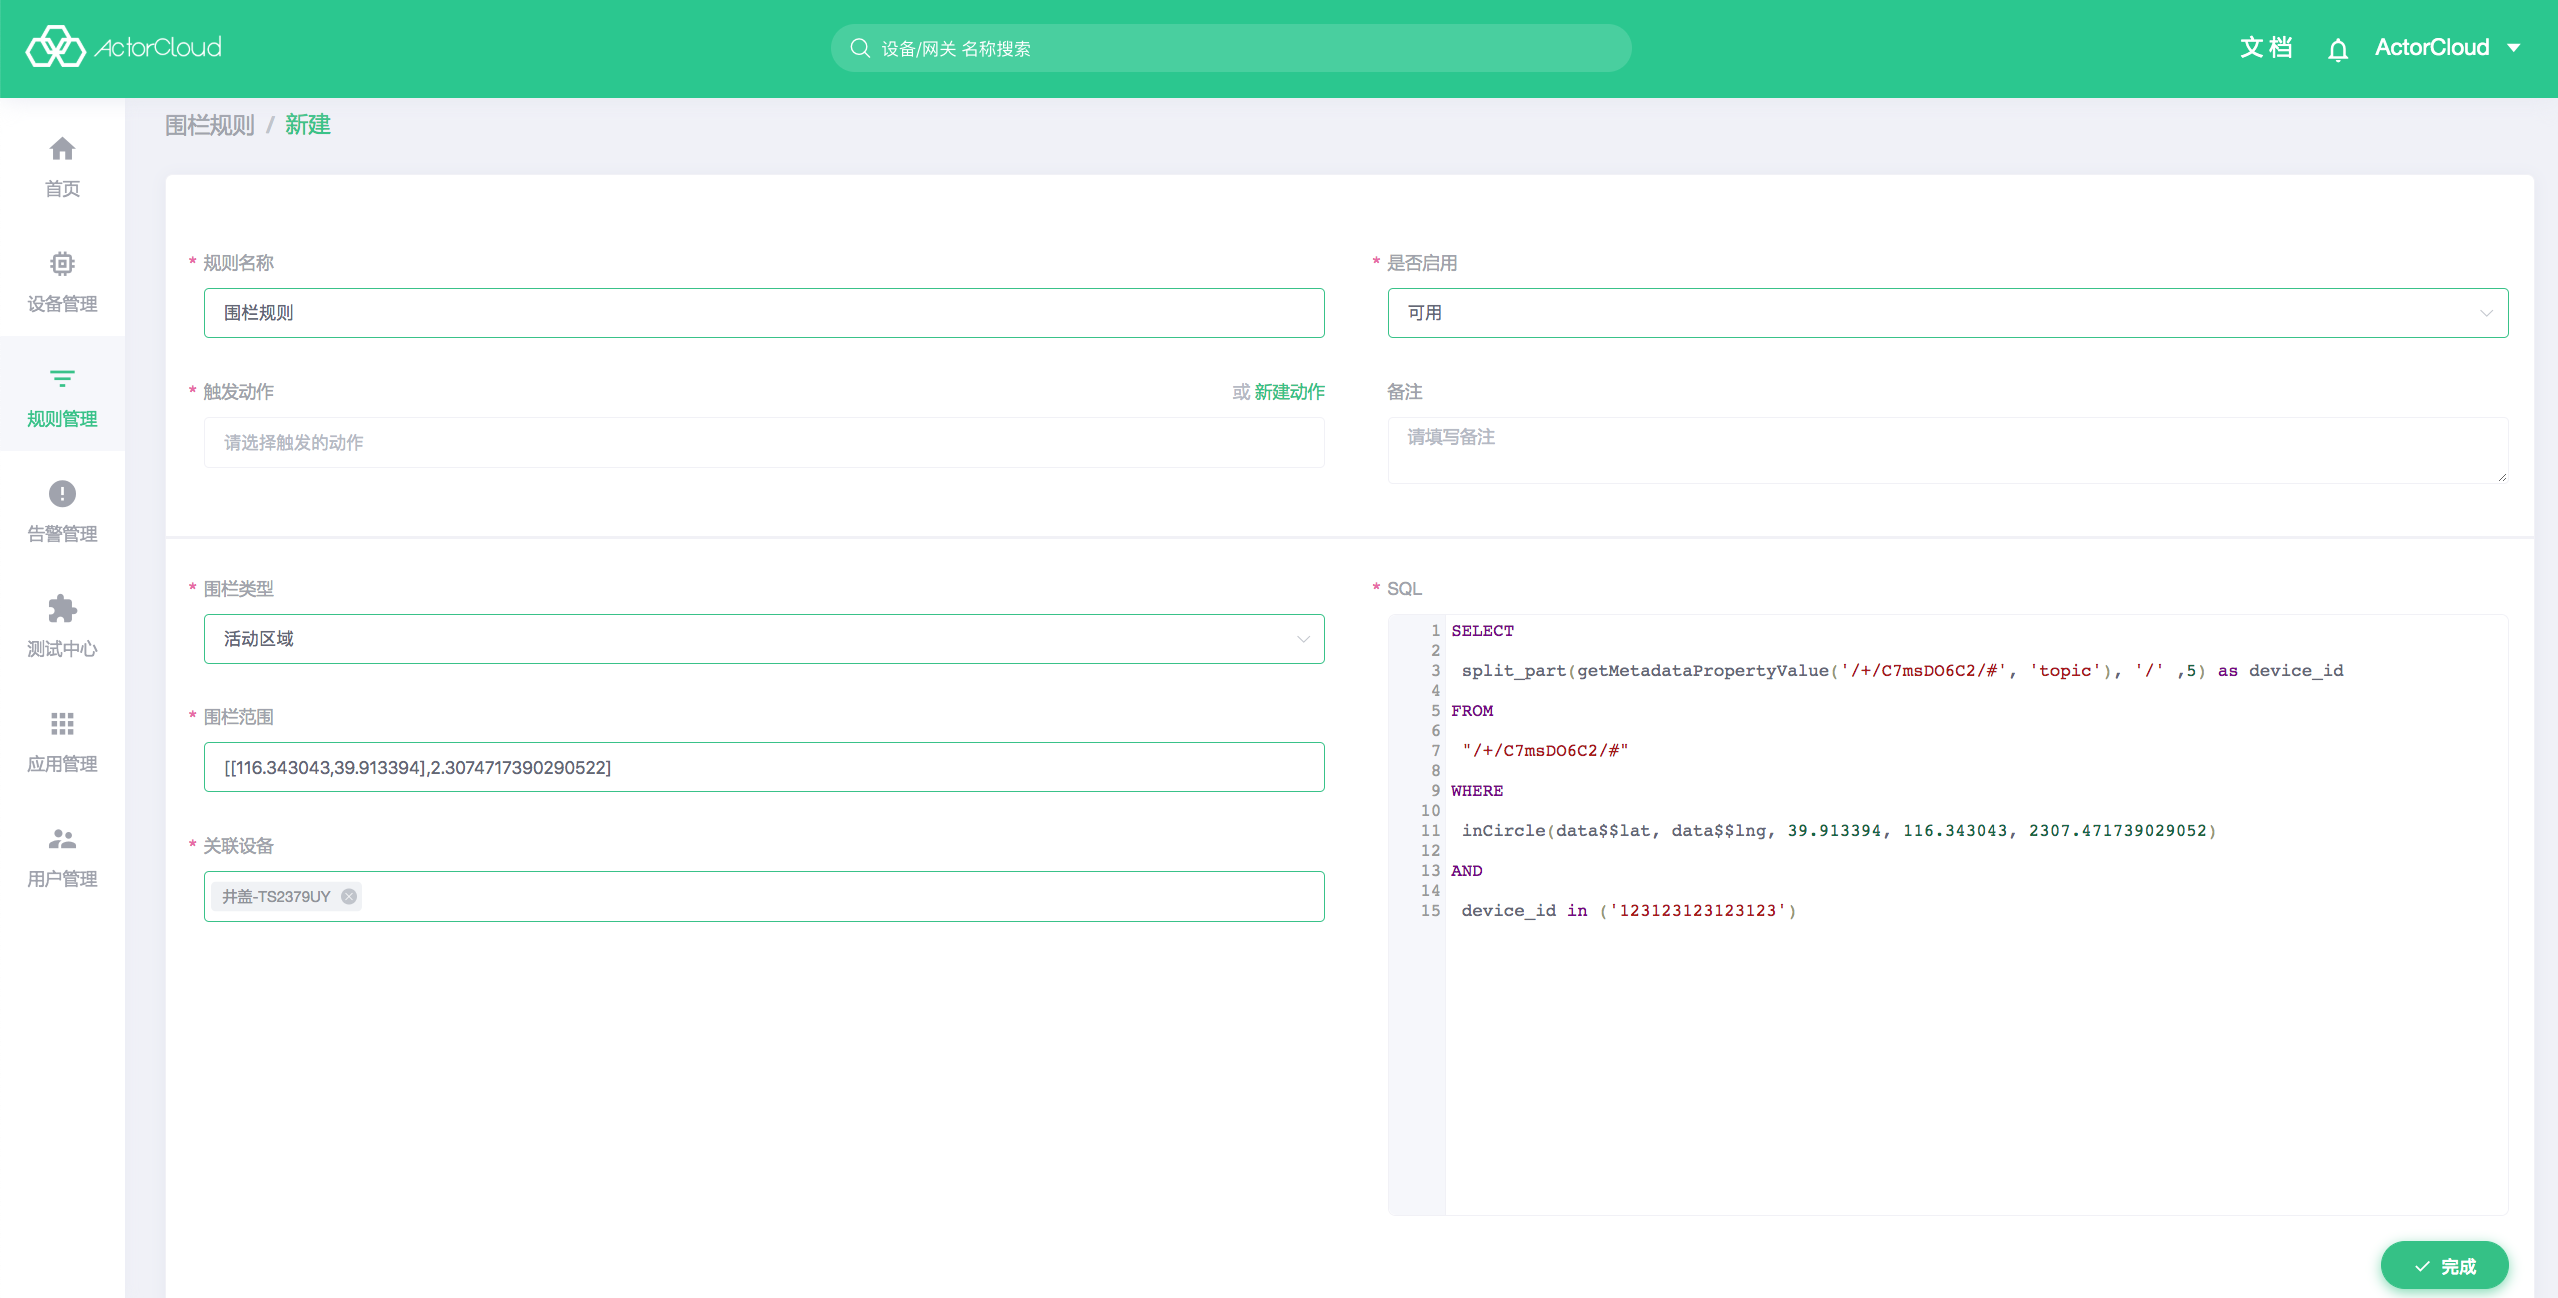 ActorCloud
设备/网关 名称搜索
文档
ActorCloud
围栏规则 / 新建
首页
设备管理
规则管理
告警管理
测试中心
应用管理
用户管理
* 规则名称
围栏规则
* 是否启用
可用
* 触发动作
或 新建动作
请选择触发的动作
备注
请填写备注
* 围栏类型
活动区域
* 围栏范围
[[116.343043,39.913394],2.3074717390290522]
* 关联设备
井盖-TS2379UY
* SQL
1 SELECT
2
3 split_part(getMetadataPropertyValue('/+/C7msDO6C2/#', 'topic'), '/' ,5) as device_id
4
5 FROM
6
7 "/+/C7msDO6C2/#"
8
9 WHERE
10
11 inCircle(data$$lat, data$$lng, 39.913394, 116.343043, 2307.471739029052)
12
13 AND
14
15 device_id in ('123123123123123')
完成